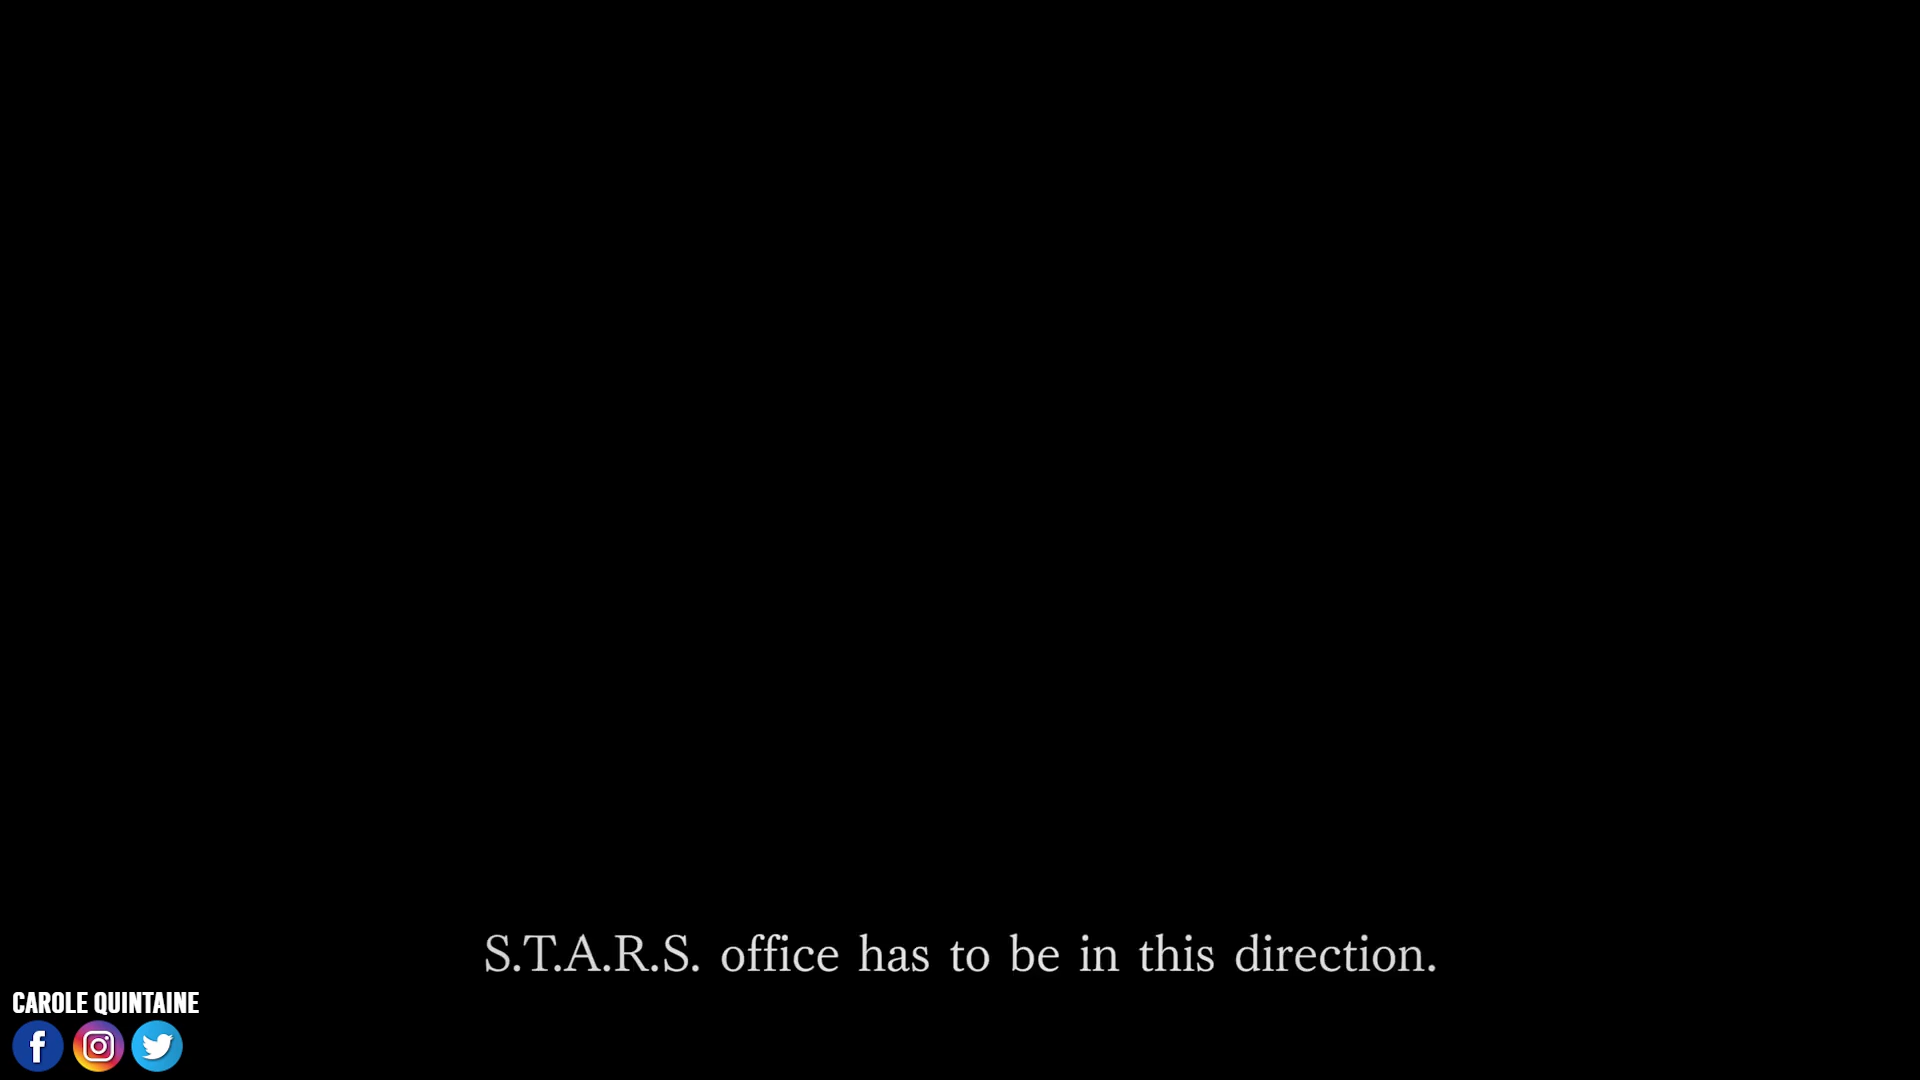 S.T.A.R.S. office has to be in this direction.
CAROLE QUINTAINE